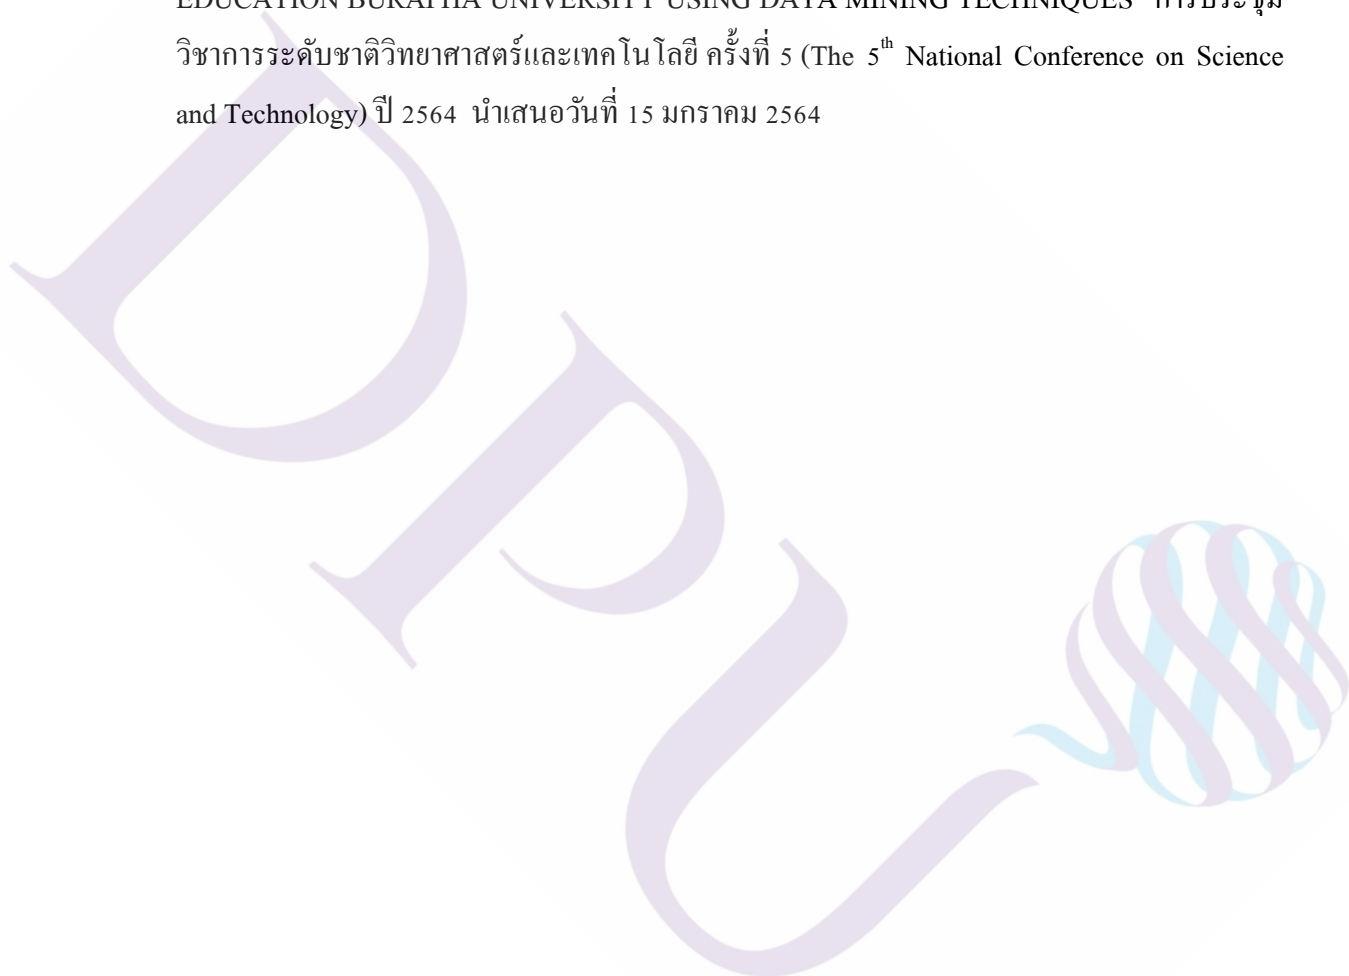 EDUCATION BURAPHA UNIVERSITY USING DATA MINING TECHNIQUES" การประชุม
วิชาการระดับชาติวิทยาศาสตร์และเทคโนโลยี ครั้งที่ 5 (The 5th National Conference on Science
and Technology) ปี 2564 นำเสนอวันที่ 15 มกราคม 2564
DPU